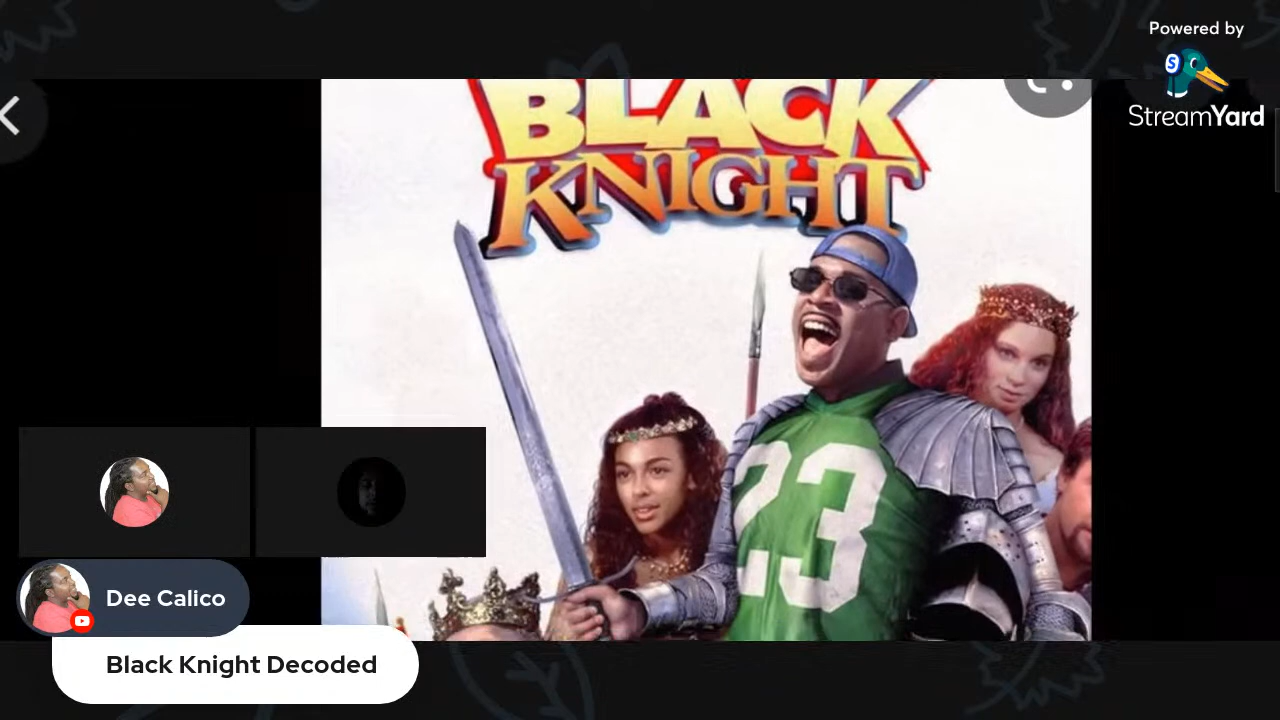 Powered by
StreamYard
BLACK
KNIGHT
23
Dee Calico
Black Knight Decoded